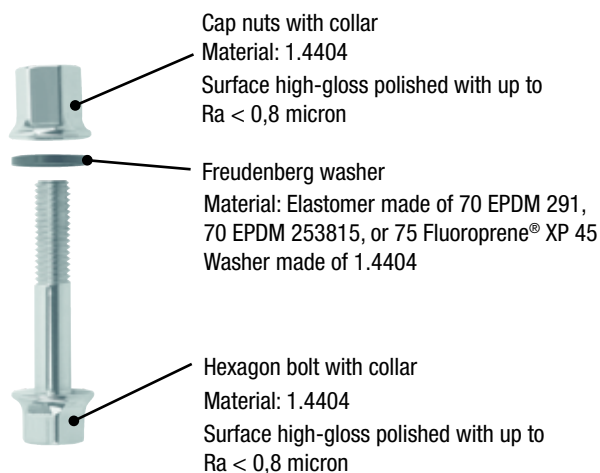 Cap nuts with collar
Material: 1.4404
Surface high-gloss polished with up to
Ra < 0,8 micron
Freudenberg washer
Material: Elastomer made of 70 EPDM 291,
70 EPDM 253815, or 75 Fluoroprene® XP 45
Washer made of 1.4404
Hexagon bolt with collar
Material: 1.4404
Surface high-gloss polished with up to
Ra < 0,8 micron